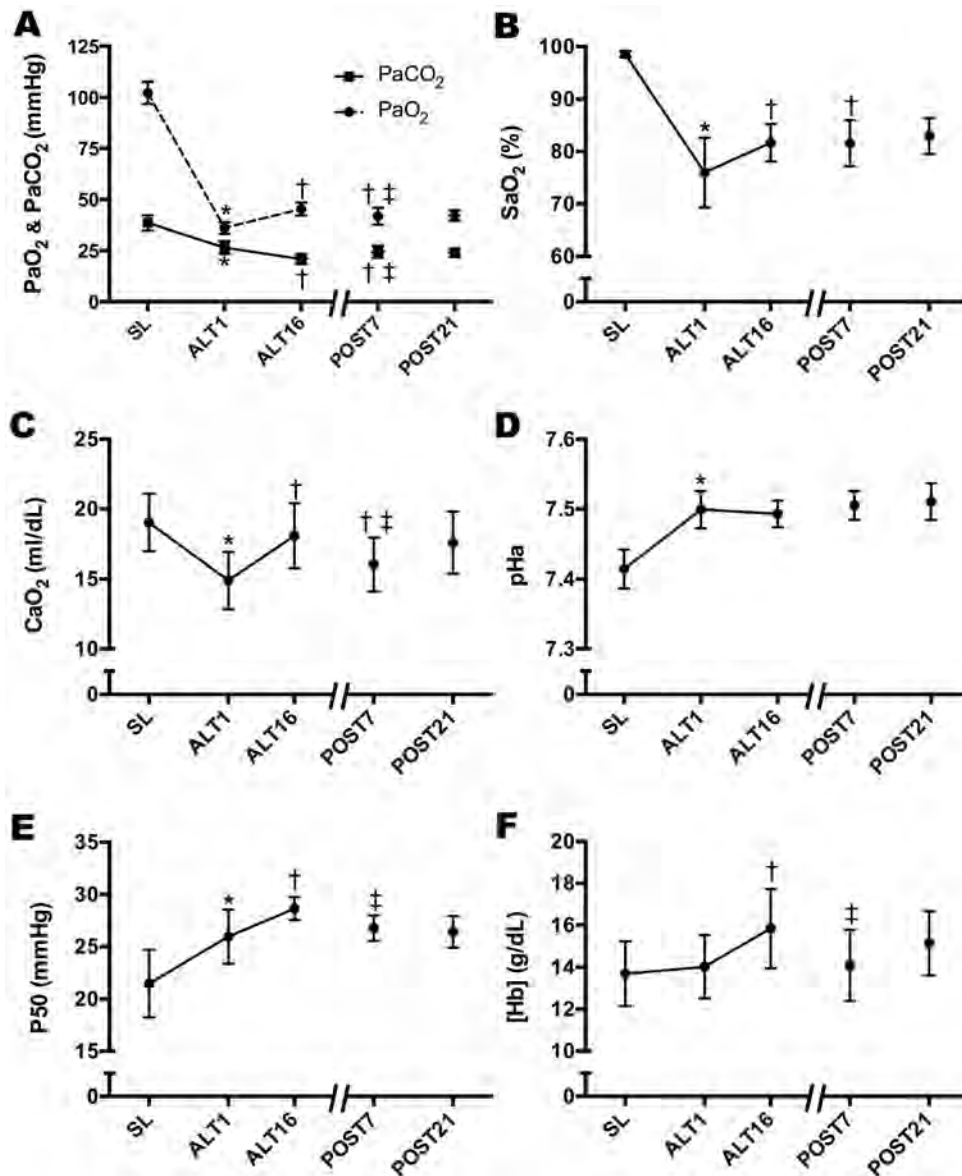 A
PaO₂ & PaCO₂ (mmHg)
125
100
75
50
25
0
PaCO₂
PaO₂
*
*
†
†
† ‡
† ‡
SL
ALT1
ALT16
POST7
POST21
B
SaO₂ (%)
100
90
80
70
60
0
*
†
†
SL
ALT1
ALT16
POST7
POST21
C
CaO₂ (ml/dL)
25
20
15
10
0
*
†
† ‡
SL
ALT1
ALT16
POST7
POST21
D
pHa
7.6
7.5
7.4
7.3
0
*
SL
ALT1
ALT16
POST7
POST21
E
P50 (mmHg)
35
30
25
20
15
0
*
†
‡
SL
ALT1
ALT16
POST7
POST21
F
[Hb] (g/dL)
20
18
16
14
12
10
0
†
‡
SL
ALT1
ALT16
POST7
POST21